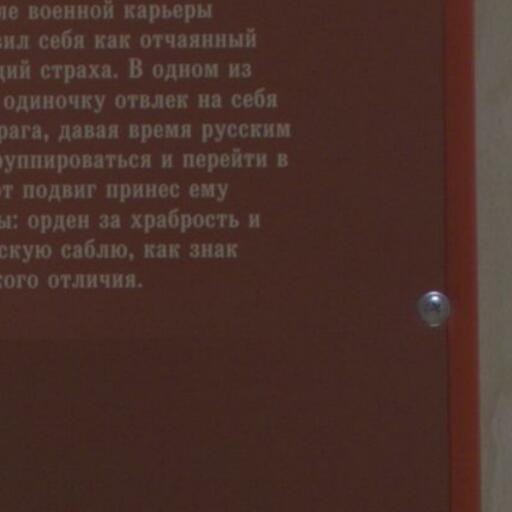 ле военной карьеры
вил себя как отчаянный
щий страха. В одном из
одиночку отвлек на себя
рага, давая время русским
руппироваться и перейти в
от подвиг принес ему
ы: орден за храбрость и
скую саблю, как знак
кого отличия.